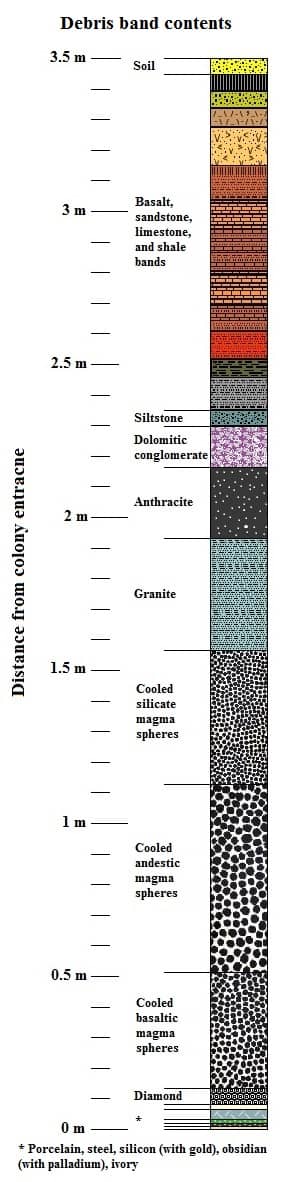 Debris band contents
3.5 m
Soil
3 m
Basalt,
sandstone,
limestone,
and shale
bands
2.5 m
Siltstone
Dolomitic
conglomerate
Anthracite
2 m
Granite
Distance from colony entracne
1.5 m
Cooled
silicate
magma
spheres
1 m
Cooled
andestic
magma
spheres
0.5 m
Cooled
basaltic
magma
spheres
Diamond
*
0 m
* Porcelain, steel, silicon (with gold), obsidian
(with palladium), ivory